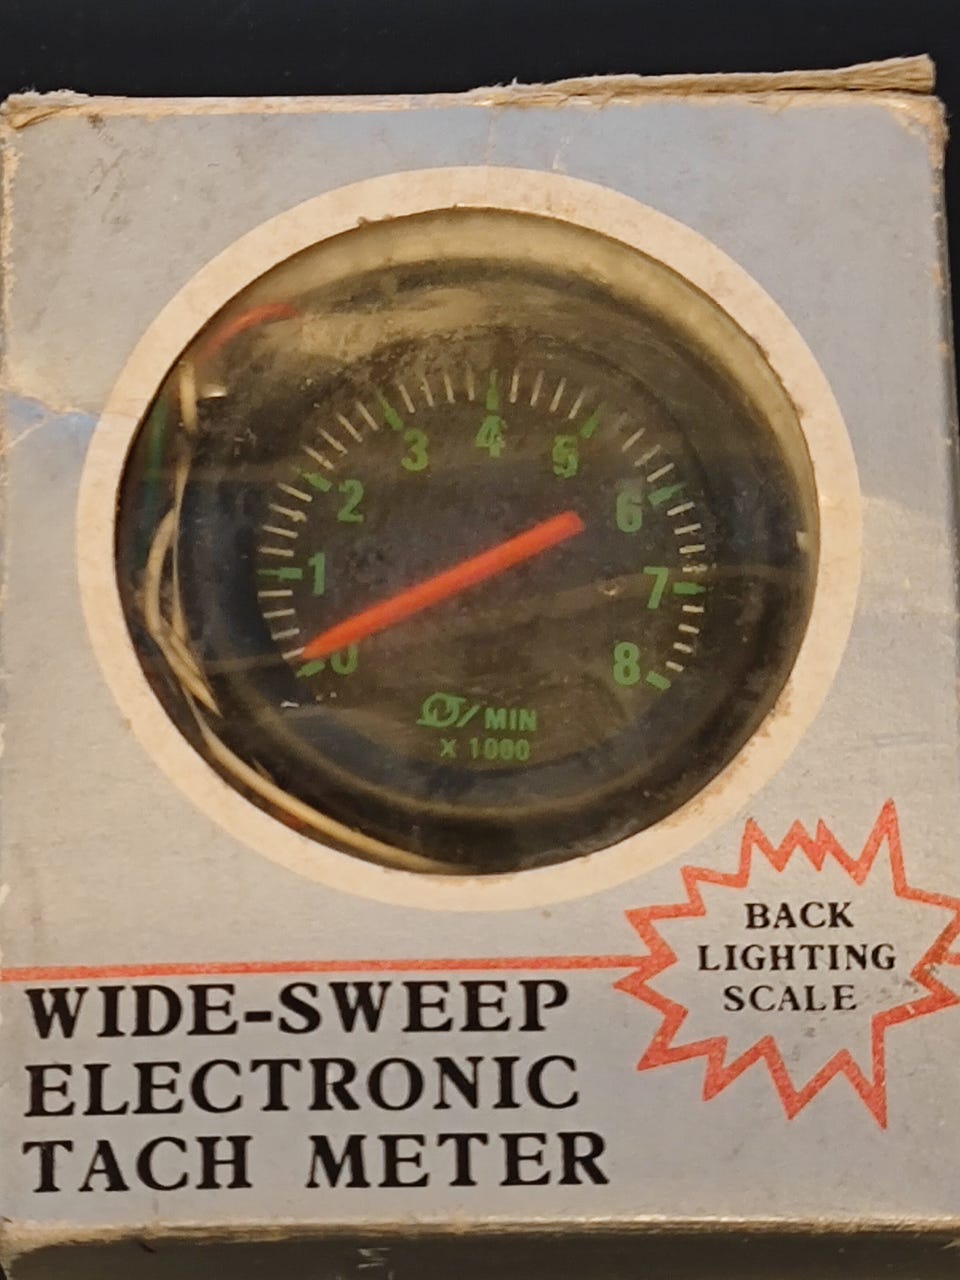 4
3
5
2
6
1
7
0
8
/MIN
X 1000
BACK
LIGHTING
SCALE
WIDE-SWEEP
ELECTRONIC
TACH METER